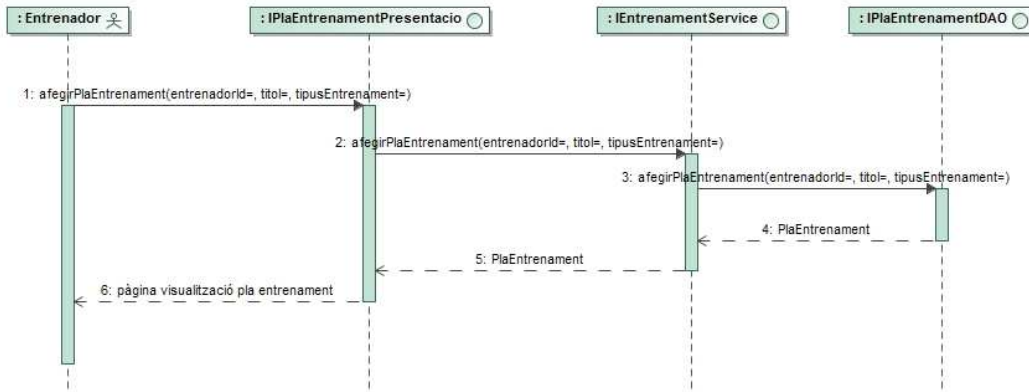 : Entrenador
: IPlaEntrenamentPresentacio
: IEntrenamentService
: IPlaEntrenamentDAO
1: afegirPlaEntrenament(entrenadorId=, titol=, tipusEntrenament=)
2: afegirPlaEntrenament(entrenadorId=, titol=, tipusEntrenament=)
3: afegirPlaEntrenament(entrenadorId=, titol=, tipusEntrenament=)
4: PlaEntrenament
5: PlaEntrenament
6: pàgina visualització pla entrenament